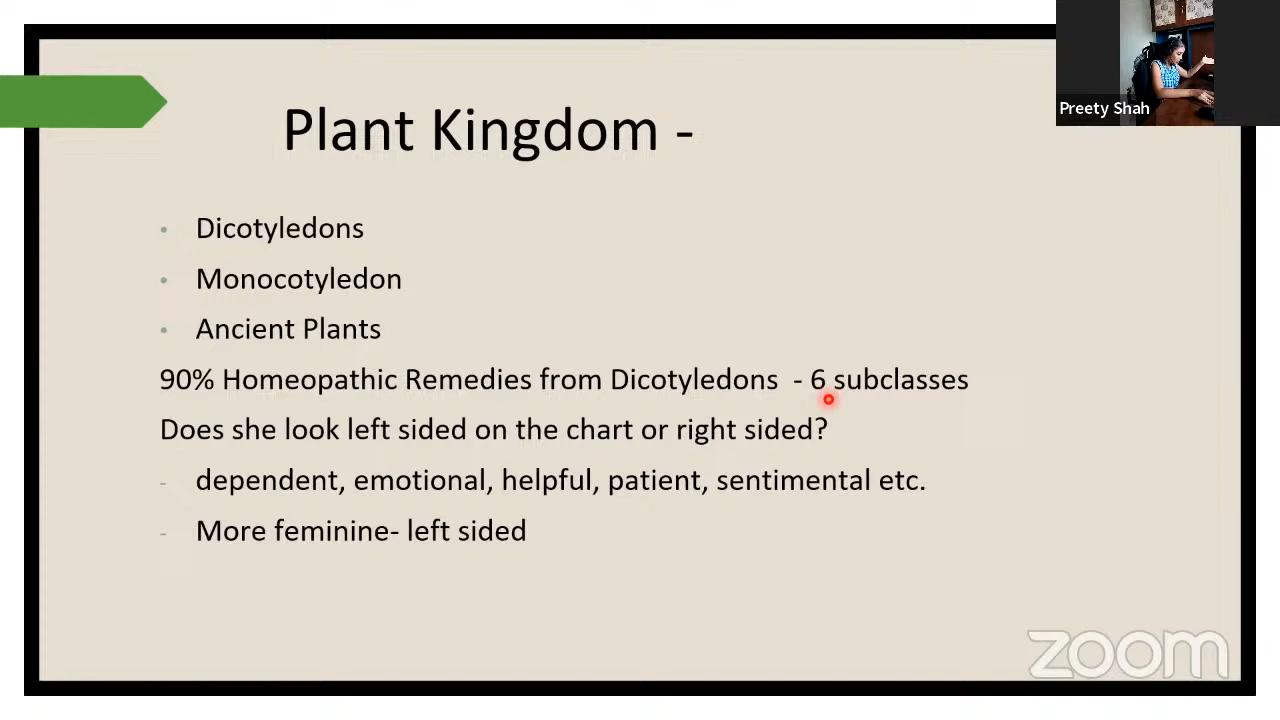 Preety Shah
Plant Kingdom -
• Dicotyledons
• Monocotyledon
• Ancient Plants
90% Homeopathic Remedies from Dicotyledons - 6 subclasses
Does she look left sided on the chart or right sided?
- dependent, emotional, helpful, patient, sentimental etc.
- More feminine- left sided
zoom